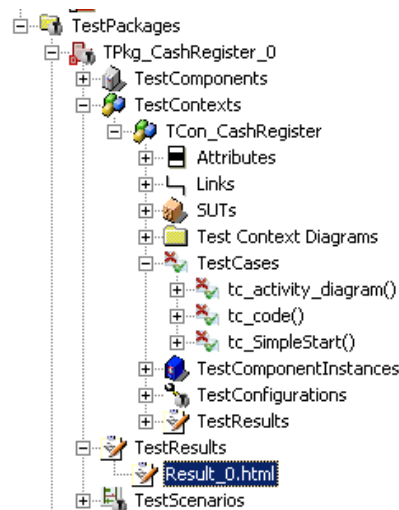 TestPackages
TPkg_CashRegister_0
TestComponents
TestContexts
TCon_CashRegister
Attributes
Links
SUTs
Test Context Diagrams
TestCases
tc_activity_diagram()
tc_code()
tc_SimpleStart()
TestComponentInstances
TestConfigurations
TestResults
TestResults
Result_0.html
TestScenarios